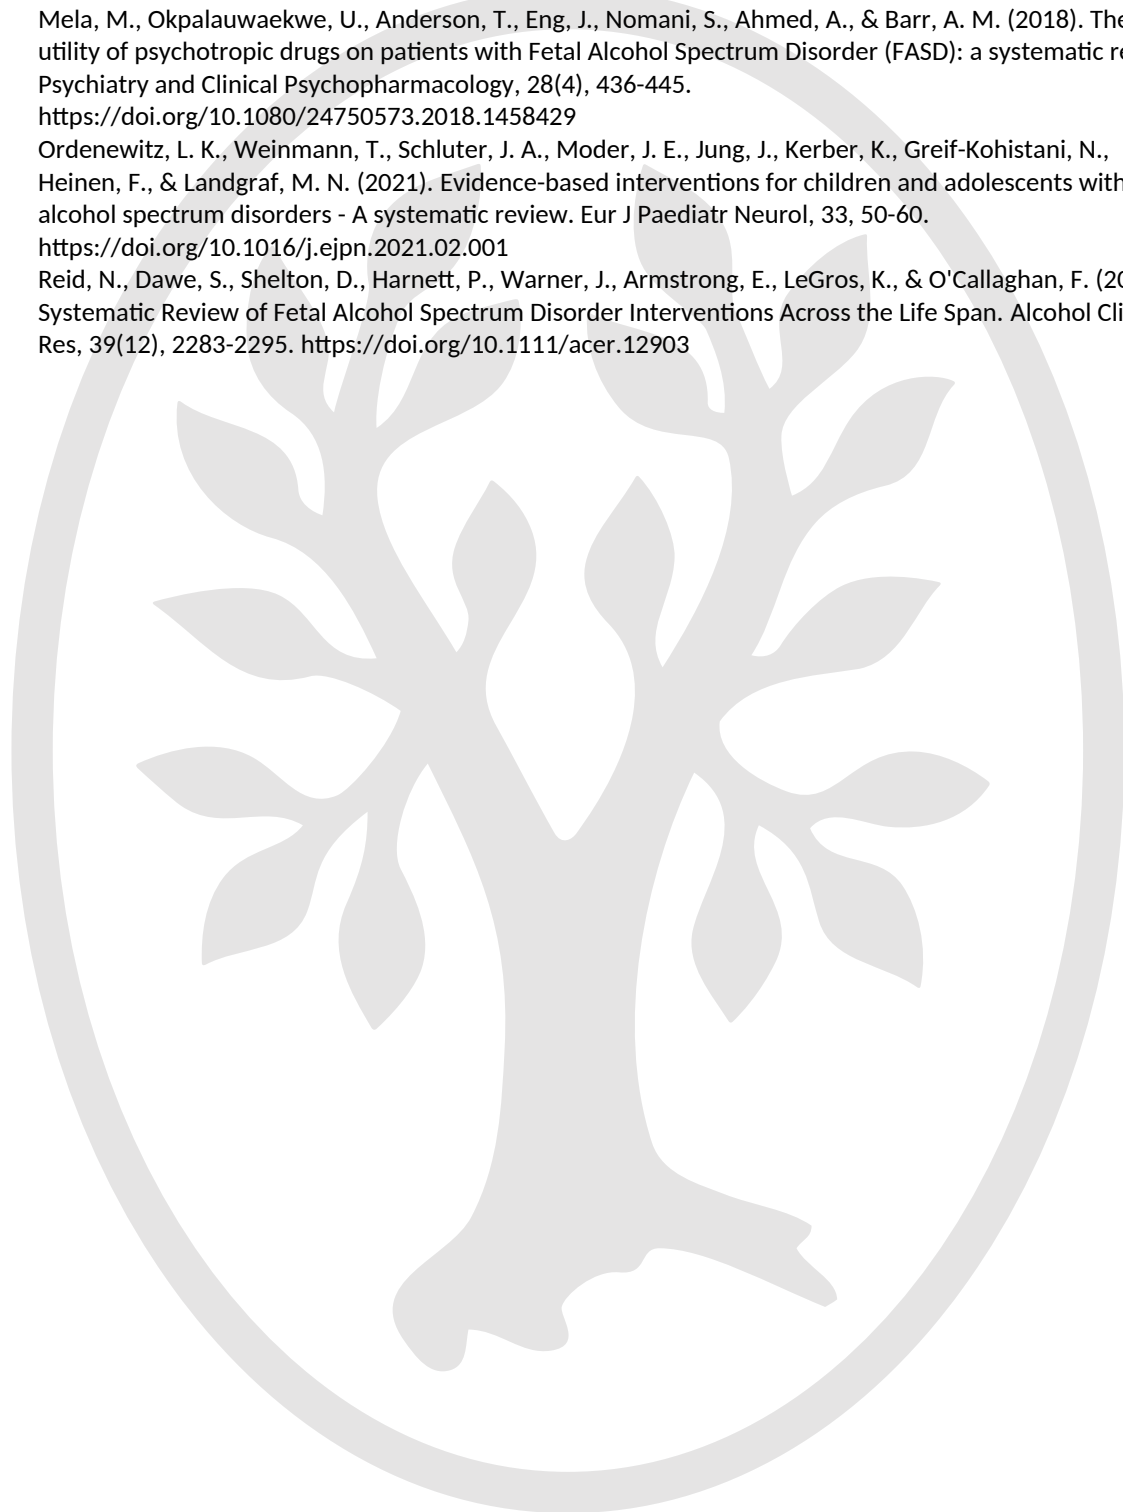 Mela, M., Okpalauwaekwe, U., Anderson, T., Eng, J., Nomani, S., Ahmed, A., & Barr, A. M. (2018). The
utility of psychotropic drugs on patients with Fetal Alcohol Spectrum Disorder (FASD): a systematic
Psychiatry and Clinical Psychopharmacology, 28(4), 436-445.
https://doi.org/10.1080/24750573.2018.1458429
Ordenewitz, L. K., Weinmann, T., Schluter, J. A., Moder, J. E., Jung, J., Kerber, K., Greif-Kohistani, N.,
Heinen, F., & Landgraf, M. N. (2021). Evidence-based interventions for children and adolescents with
alcohol spectrum disorders - A systematic review. Eur J Paediatr Neurol, 33, 50-60.
https://doi.org/10.1016/j.ejpn.2021.02.001
Reid, N., Dawe, S., Shelton, D., Harnett, P., Warner, J., Armstrong, E., LeGros, K., & O'Callaghan, F.
Systematic Review of Fetal Alcohol Spectrum Disorder Interventions Across the Life Span. Alcohol
Res, 39(12), 2283-2295. https://doi.org/10.1111/acer.12903